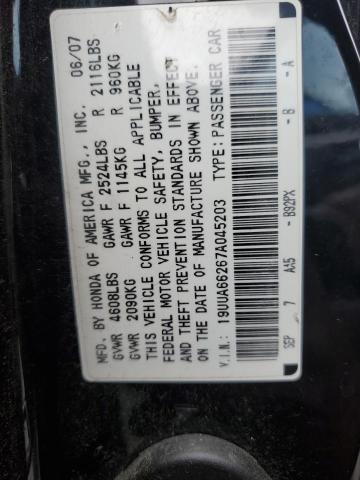 MFD. BY HONDA OF AMERICA MFG., INC. 06/07
GVWR 4608LBS GAWR F 2524LBS R 2116LBS
GVWR 2090KG GAWR F 1145KG R 960KG
THIS VEHICLE CONFORMS TO ALL APPLICABLE
FEDERAL MOTOR VEHICLE SAFETY, BUMPER,
AND THEFT PREVENTION STANDARDS IN EFFECT
ON THE DATE OF MANUFACTURE SHOWN ABOVE.
V.I.N.: 19UUA66267A045203 TYPE: PASSENGER CAR
SEP 7 AA5 - B92PX - B - A